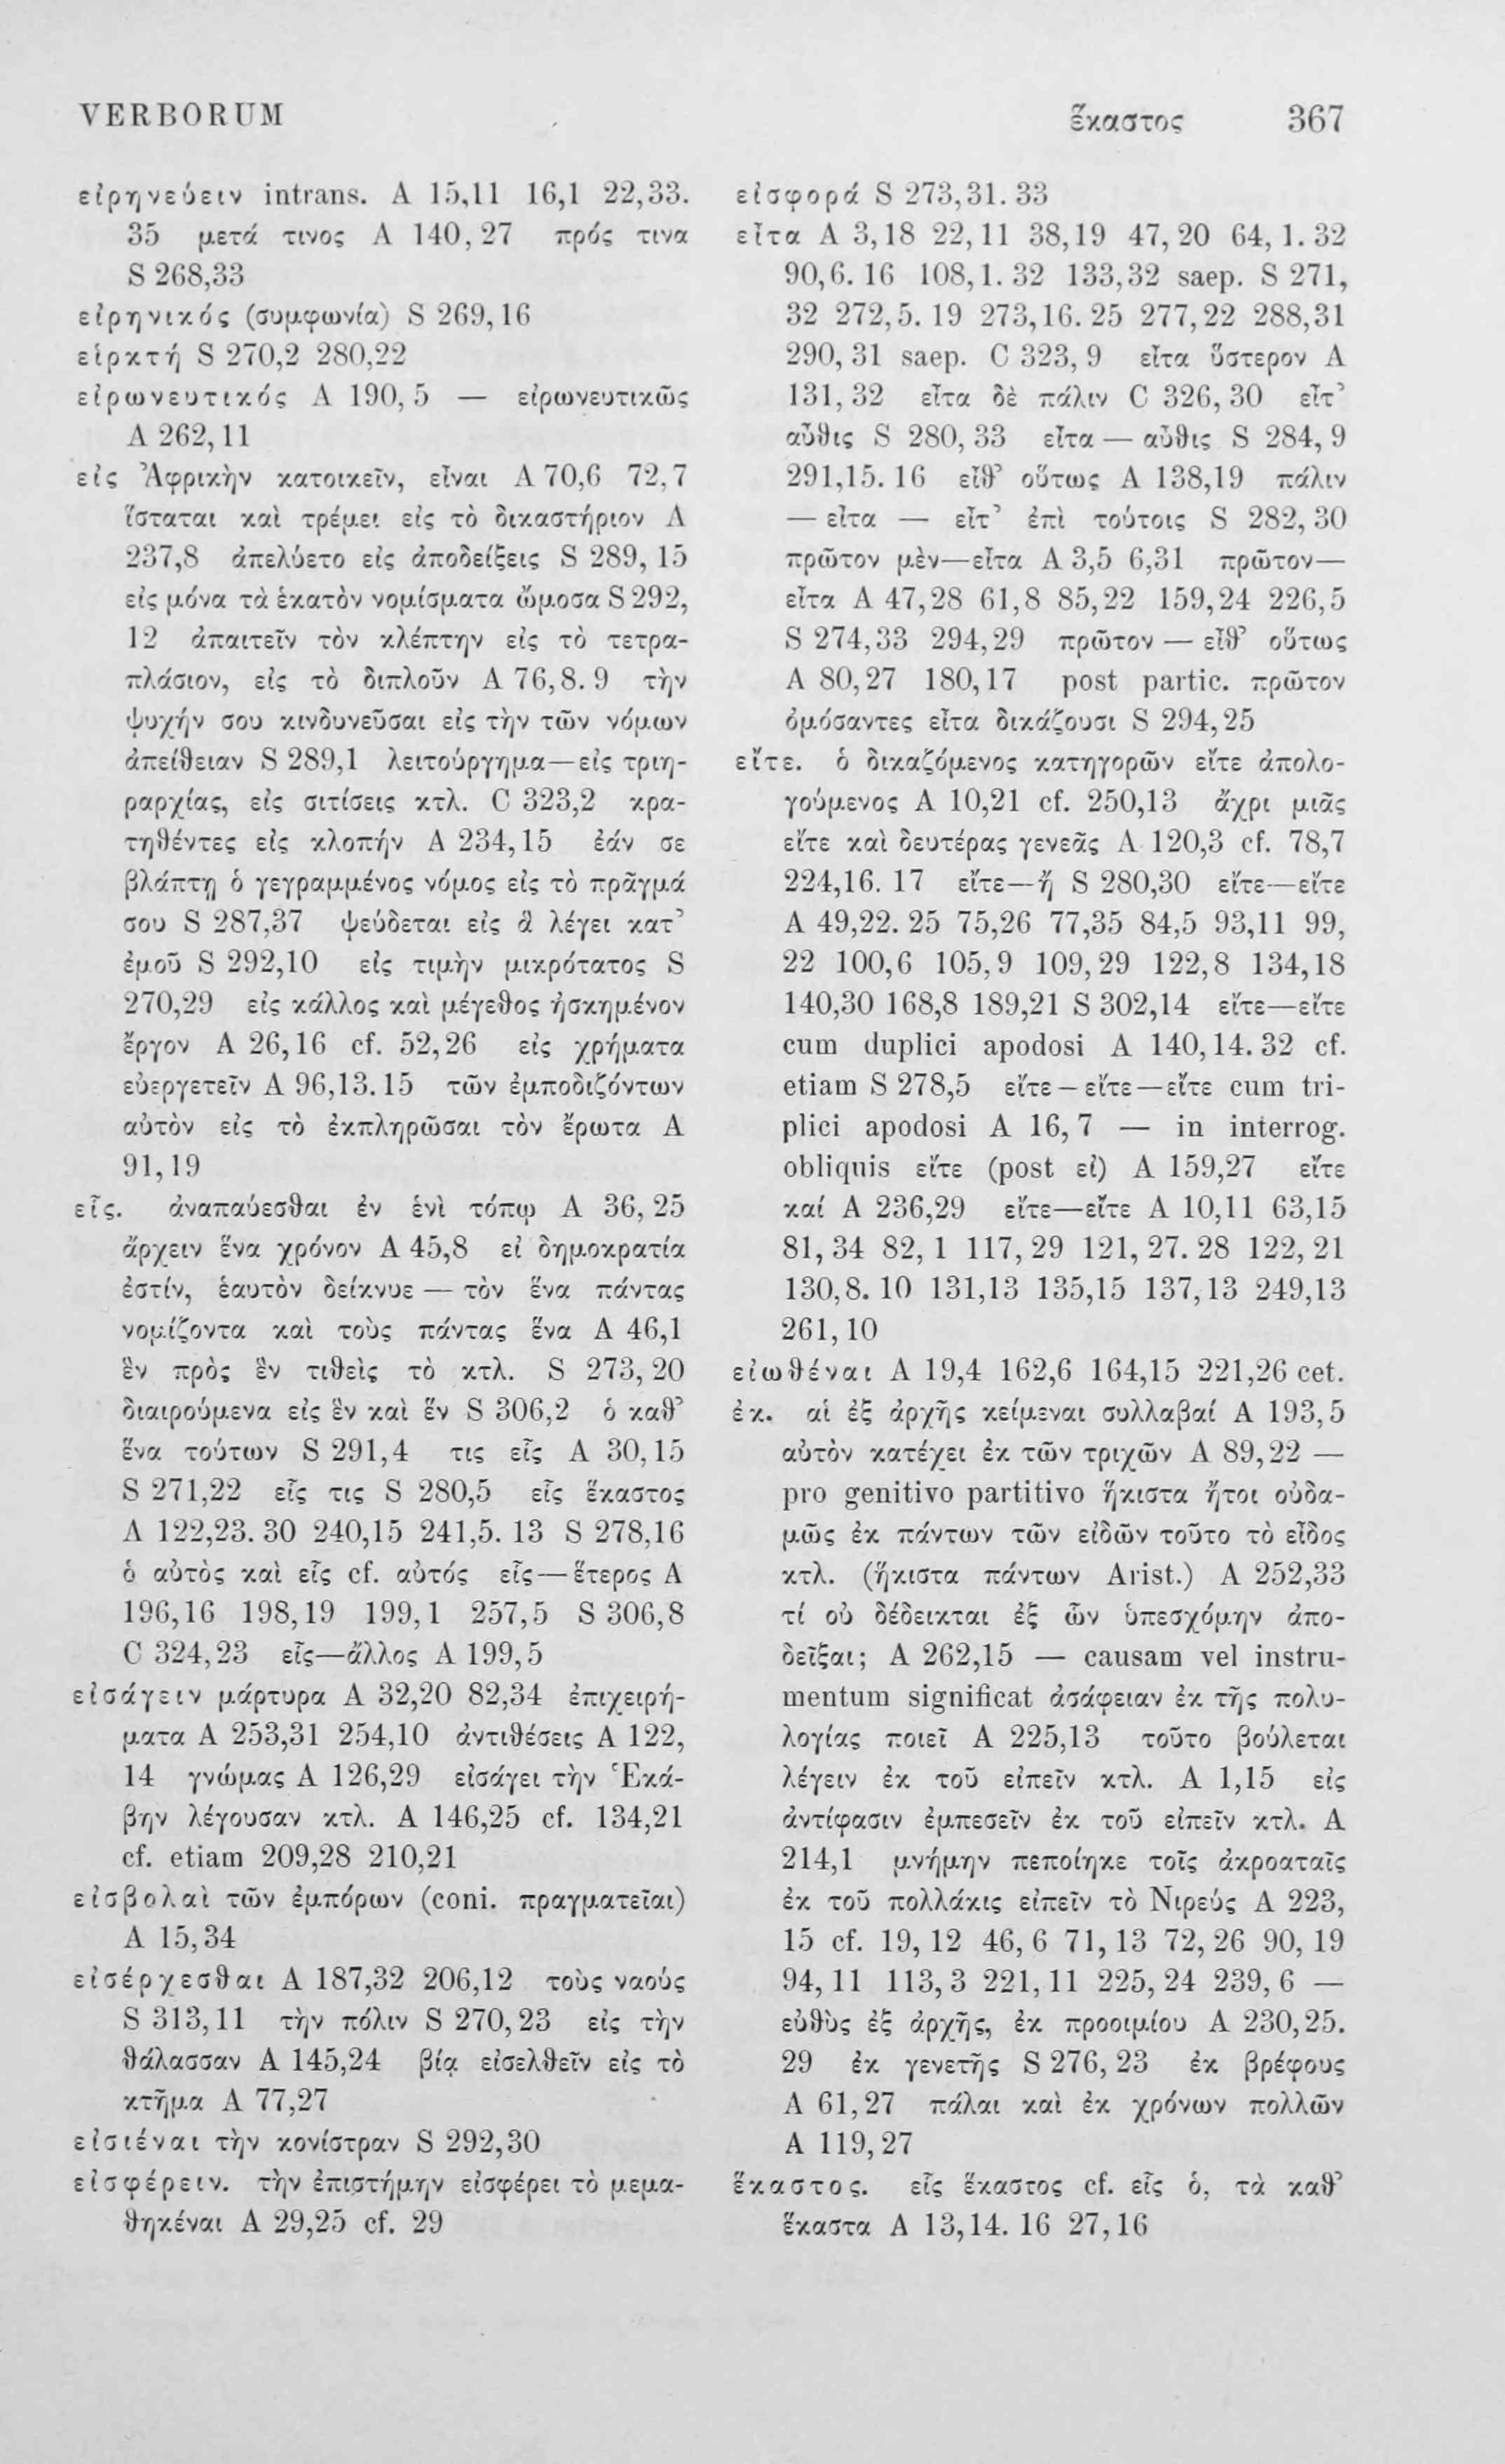 VERBORUM
ἕκαστος 367
εἰρηνεύειν intrans. A 15,11 16,1 22,33.
35 μετά τινος A 140,27 πρός τινα
S 268,33
εἰρηνικός (συμφωνία) S 269,16
εἱρκτή S 270,2 280,22
εἰρωνευτικός A 190,5 — εἰρωνευτικῶς
A 262,11
εἰς Ἀφρικὴν κατοικεῖν, εἶναι A 70,6 72,7
ἵσταται καὶ τρέμει εἰς τὸ δικαστήριον A
237,8 ἀπελύετο εἰς ἀποδείξεις S 289,15
εἰς μόνα τὰ ἑκατὸν νομίσματα ὤμοσα S 292,
12 ἀπαιτεῖν τὸν κλέπτην εἰς τὸ τετρα-
πλάσιον, εἰς τὸ διπλοῦν A 76,8. 9 τὴν
ψυχήν σου κινδυνεῦσαι εἰς τὴν τῶν νόμων
ἀπείθειαν S 289,1 λειτούργημα—εἰς τριη-
ραρχίας, εἰς σιτίσεις κτλ. C 323,2 κρα-
τηθέντες εἰς κλοπήν A 234,15 ἐάν σε
βλάπτῃ ὁ γεγραμμένος νόμος εἰς τὸ πρᾶγμά
σου S 287,37 ψεύδεται εἰς ἃ λέγει κατ’
ἐμοῦ S 292,10 εἰς τιμὴν μικρότατος S
270,29 εἰς κάλλος καὶ μέγεθος ἠσκημένον
ἔργον A 26,16 cf. 52,26 εἰς χρήματα
εὐεργετεῖν A 96,13. 15 τῶν ἐμποδιζόντων
αὐτὸν εἰς τὸ ἐκπληρῶσαι τὸν ἔρωτα A
91,19
εἷς. ἀναπαύεσθαι ἐν ἑνὶ τόπῳ A 36,25
ἄρχειν ἕνα χρόνον A 45,8 εἰ δημοκρατία
ἐστίν, ἑαυτὸν δείκνυε — τὸν ἕνα πάντας
νομίζοντα καὶ τοὺς πάντας ἕνα A 46,1
ἓν πρὸς ἓν τιθεὶς τὸ κτλ. S 273,20
διαιρούμενα εἰς ἓν καὶ ἕν S 306,2 ὁ καθ’
ἕνα τούτων S 291,4 τις εἷς A 30,15
S 271,22 εἷς τις S 280,5 εἷς ἕκαστος
A 122,23. 30 240,15 241,5. 13 S 278,16
ὁ αὐτὸς καὶ εἷς cf. αὐτός εἷς—ἕτερος A
196,16 198,19 199,1 257,5 S 306,8
C 324,23 εἷς—ἄλλος A 199,5
εἰσάγειν μάρτυρα A 32,20 82,34 ἐπιχειρή-
ματα A 253,31 254,10 ἀντιθέσεις A 122,
14 γνώμας A 126,29 εἰσάγει τὴν Ἑκά-
βην λέγουσαν κτλ. A 146,25 cf. 134,21
cf. etiam 209,28 210,21
εἰσβολαὶ τῶν ἐμπόρων (coni. πραγματεῖαι)
A 15,34
εἰσέρχεσθαι A 187,32 206,12 τοὺς ναούς
S 313,11 τὴν πόλιν S 270,23 εἰς τὴν
θάλασσαν A 145,24 βίᾳ εἰσελθεῖν εἰς τὸ
κτῆμα A 77,27
εἰσιέναι τὴν κονίστραν S 292,30
εἰσφέρειν. τὴν ἐπιστήμην εἰσφέρει τὸ μεμα-
θηκέναι A 29,25 cf. 29
εἰσφορά S 273,31. 33
εἶτα A 3,18 22,11 38,19 47,20 64,1. 32
90,6. 16 108,1. 32 133,32 saep. S 271,
32 272,5. 19 273,16. 25 277,22 288,31
290,31 saep. C 323,9 εἶτα ὕστερον A
131,32 εἶτα δὲ πάλιν C 326,30 εἶτ’
αὖθις S 280,33 εἶτα — αὖθις S 284,9
291,15. 16 εἶθ’ οὕτως A 138,19 πάλιν
— εἶτα — εἶτ’ ἐπὶ τούτοις S 282,30
πρῶτον μὲν—εἶτα A 3,5 6,31 πρῶτον—
εἶτα A 47,28 61,8 85,22 159,24 226,5
S 274,33 294,29 πρῶτον — εἶθ’ οὕτως
A 80,27 180,17 post partic. πρῶτον
ὀμόσαντες εἶτα δικάζουσι S 294,25
εἴτε. ὁ δικαζόμενος κατηγορῶν εἴτε ἀπολο-
γούμενος A 10,21 cf. 250,13 ἄχρι μιᾶς
εἴτε καὶ δευτέρας γενεᾶς A 120,3 cf. 78,7
224,16. 17 εἴτε—ἤ S 280,30 εἴτε—εἴτε
A 49,22. 25 75,26 77,35 84,5 93,11 99,
22 100,6 105,9 109,29 122,8 134,18
140,30 168,8 189,21 S 302,14 εἴτε—εἴτε
cum duplici apodosi A 140,14. 32 cf.
etiam S 278,5 εἴτε—εἴτε—εἴτε cum tri-
plici apodosi A 16,7 — in interrog.
obliquis εἴτε (post εἰ) A 159,27 εἴτε
καί A 236,29 εἴτε—εἴτε A 10,11 63,15
81,34 82,1 117,29 121,27. 28 122,21
130,8. 10 131,13 135,15 137,13 249,13
261,10
εἰωθέναι A 19,4 162,6 164,15 221,26 cet.
ἐκ. αἱ ἐξ ἀρχῆς κείμεναι συλλαβαί A 193,5
αὐτὸν κατέχει ἐκ τῶν τριχῶν A 89,22 —
pro genitivo partitivo ἥκιστα ἤτοι οὐδα-
μῶς ἐκ πάντων τῶν εἰδῶν τοῦτο τὸ εἶδος
κτλ. (ἥκιστα πάντων Arist.) A 252,33
τί οὐ δέδεικται ἐξ ὧν ὑπεσχόμην ἀπο-
δεῖξαι; A 262,15 — causam vel instru-
mentum significat ἀσάφειαν ἐκ τῆς πολυ-
λογίας ποιεῖ A 225,13 τοῦτο βούλεται
λέγειν ἐκ τοῦ εἰπεῖν κτλ. A 1,15 εἰς
ἀντίφασιν ἐμπεσεῖν ἐκ τοῦ εἰπεῖν κτλ. A
214,1 μνήμην πεποίηκε τοῖς ἀκροαταῖς
ἐκ τοῦ πολλάκις εἰπεῖν τὸ Νιρεύς A 223,
15 cf. 19,12 46,6 71,13 72,26 90,19
94,11 113,3 221,11 225,24 239,6 —
εὐθὺς ἐξ ἀρχῆς, ἐκ προοιμίου A 230,25.
29 ἐκ γενετῆς S 276,23 ἐκ βρέφους
A 61,27 πάλαι καὶ ἐκ χρόνων πολλῶν
A 119,27
ἕκαστος. εἷς ἕκαστος cf. εἷς ὁ, τὰ καθ’
ἕκαστα A 13,14. 16 27,16